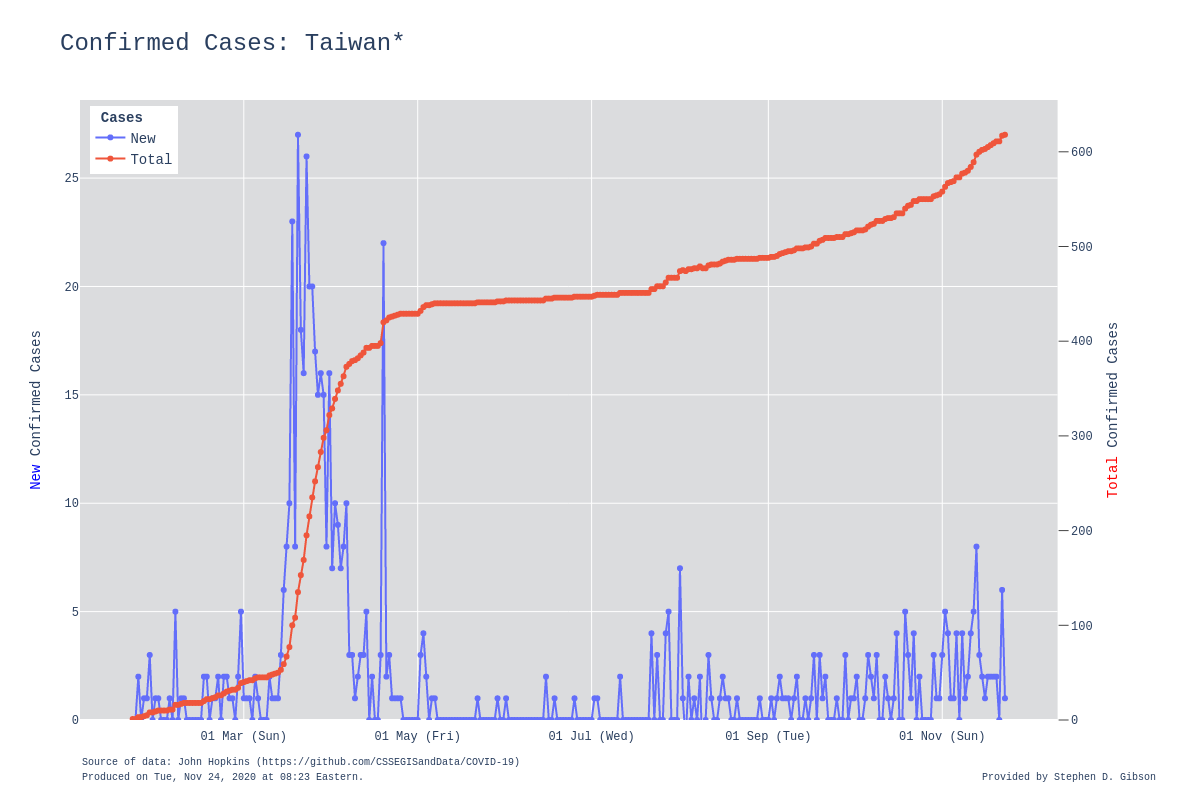 Confirmed Cases: Taiwan*
Cases
New
Total
25
20
15
10
5
0
600
500
400
300
200
100
0
New Confirmed Cases
Total Confirmed Cases
01 Mar (Sun)
01 May (Fri)
01 Jul (Wed)
01 Sep (Tue)
01 Nov (Sun)
Source of data: John Hopkins (https://github.com/CSSEGISandData/COVID-19)
Produced on Tue, Nov 24, 2020 at 08:23 Eastern.
Provided by Stephen D. Gibson